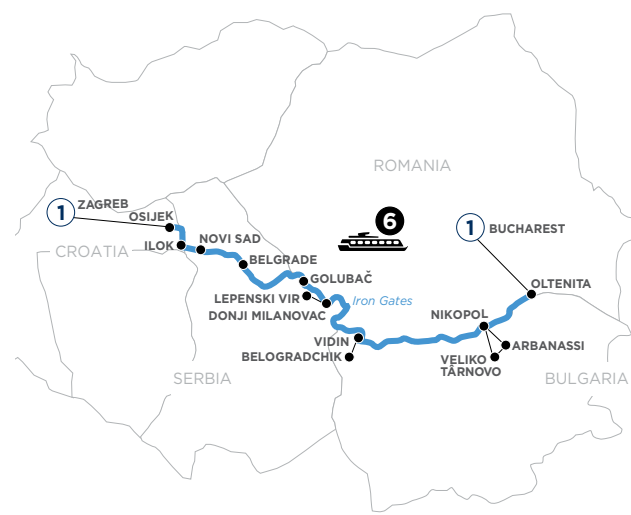 ROMANIA
1
ZAGREB
OSIJEK
6
1
BUCHAREST
CROATIA
ILOK
NOVI SAD
BELGRADE
GOLUBAČ
OLTENITA
LEPENSKI VIR
Iron Gates
DONJI MILANOVAC
NIKOPOL
VIDIN
ARBANASSI
BELOGRADCHIK
VELIKO
TÂRNOVO
SERBIA
BULGARIA